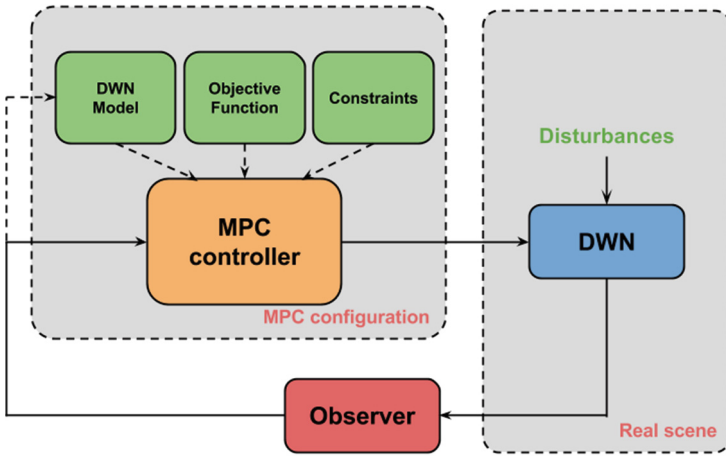 DWN
Model
Objective
Function
Constraints
Disturbances
MPC
controller
DWN
MPC configuration
Observer
Real scene